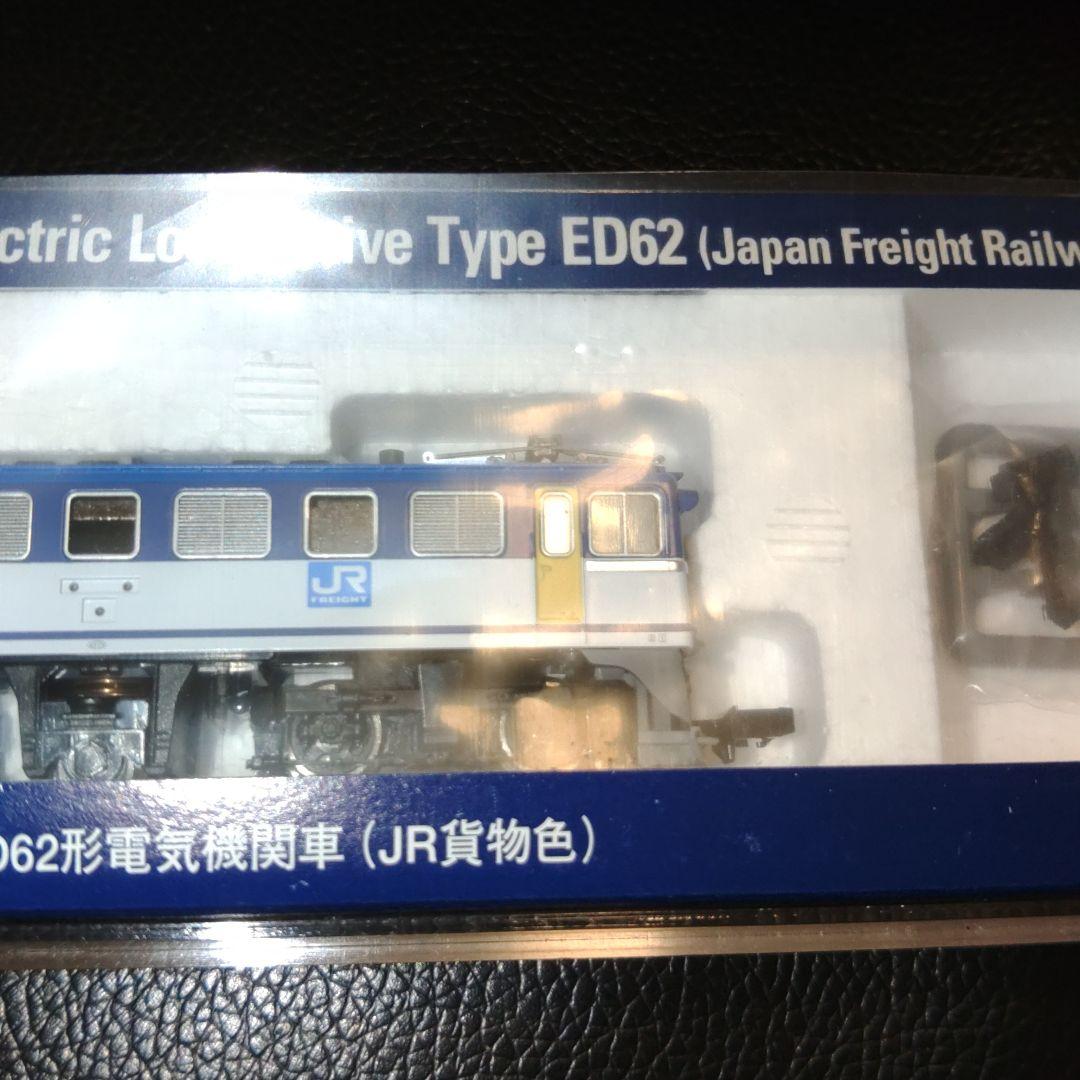 ctric Lo ive Type ED62 (Japan Freight Railw
JR
FREIGHT
D62形電気機関車(JR貨物色)